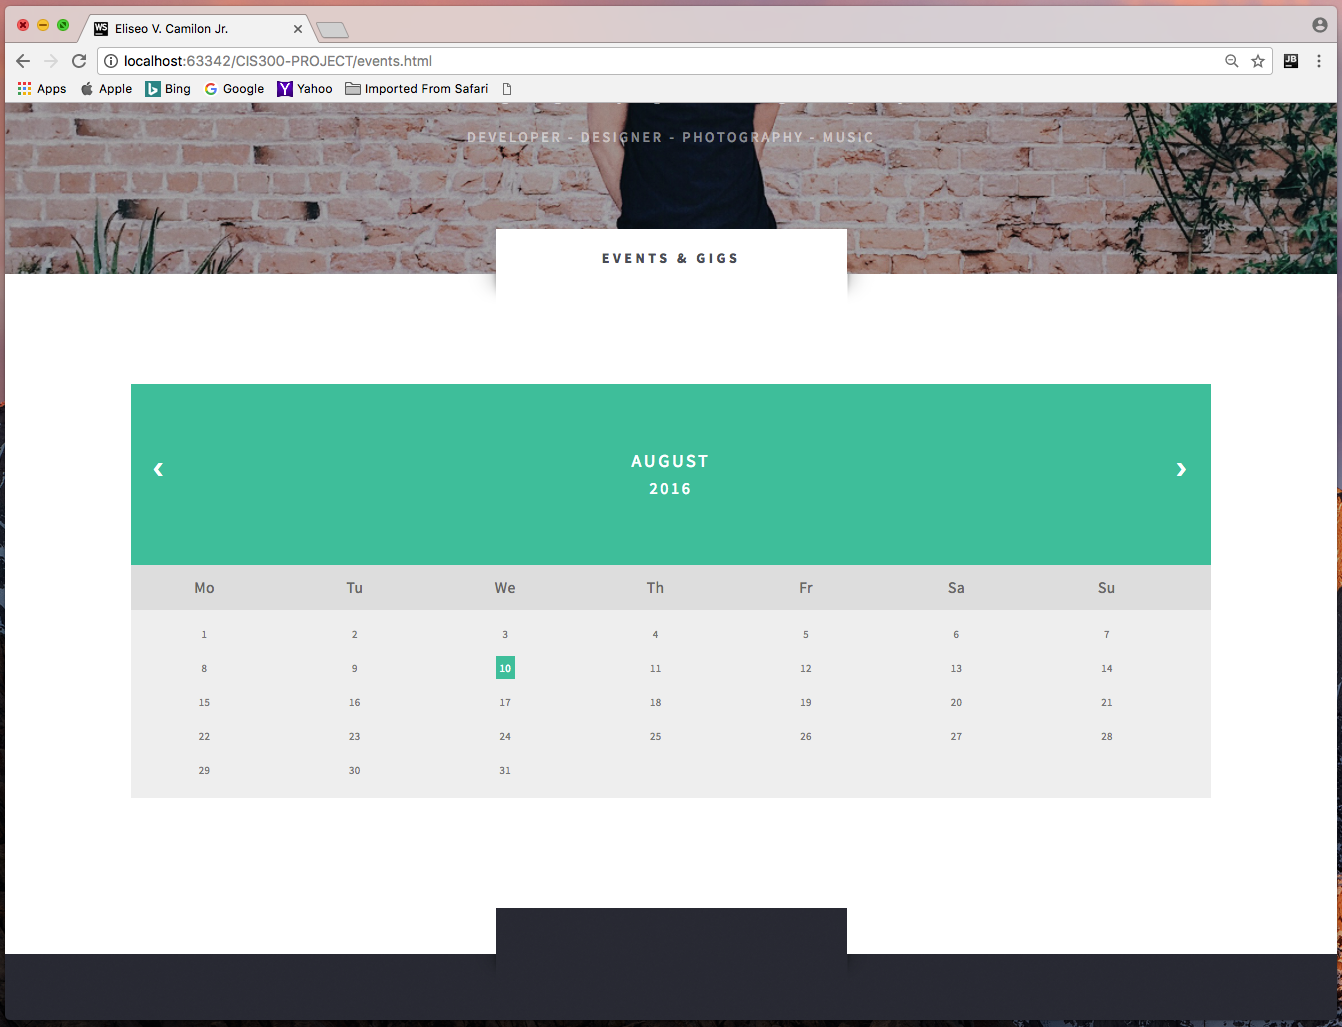 WS Eliseo V. Camilon Jr.
localhost:63342/CIS300-PROJECT/events.html
JB
Apps Apple Bing Google Yahoo Imported From Safari
DEVELOPER - DESIGNER - PHOTOGRAPHY - MUSIC
EVENTS & GIGS
‹ AUGUST ›
2016
Mo Tu We Th Fr Sa Su
1 2 3 4 5 6 7
8 9 10 11 12 13 14
15 16 17 18 19 20 21
22 23 24 25 26 27 28
29 30 31